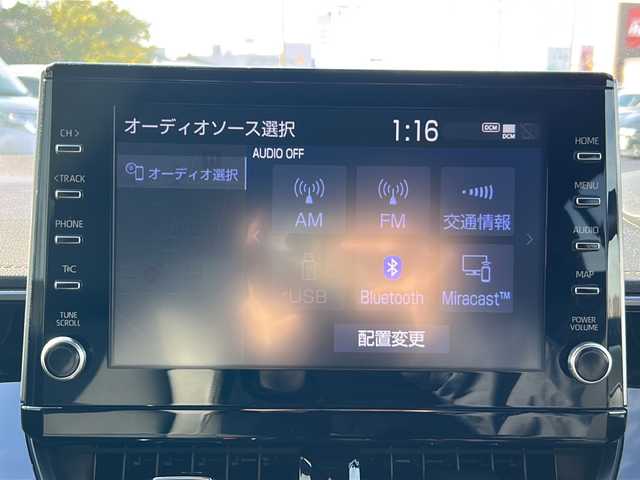 オーディオソース選択
1:16
DCM
DCM
AUDIO OFF
オーディオ選択
AM
FM
交通情報
USB
Bluetooth
Miracast™
配置変更
CH >
< TRACK
PHONE
TUNE
SCROLL
HOME
MENU
AUDIO
MAP
POWER
VOLUME